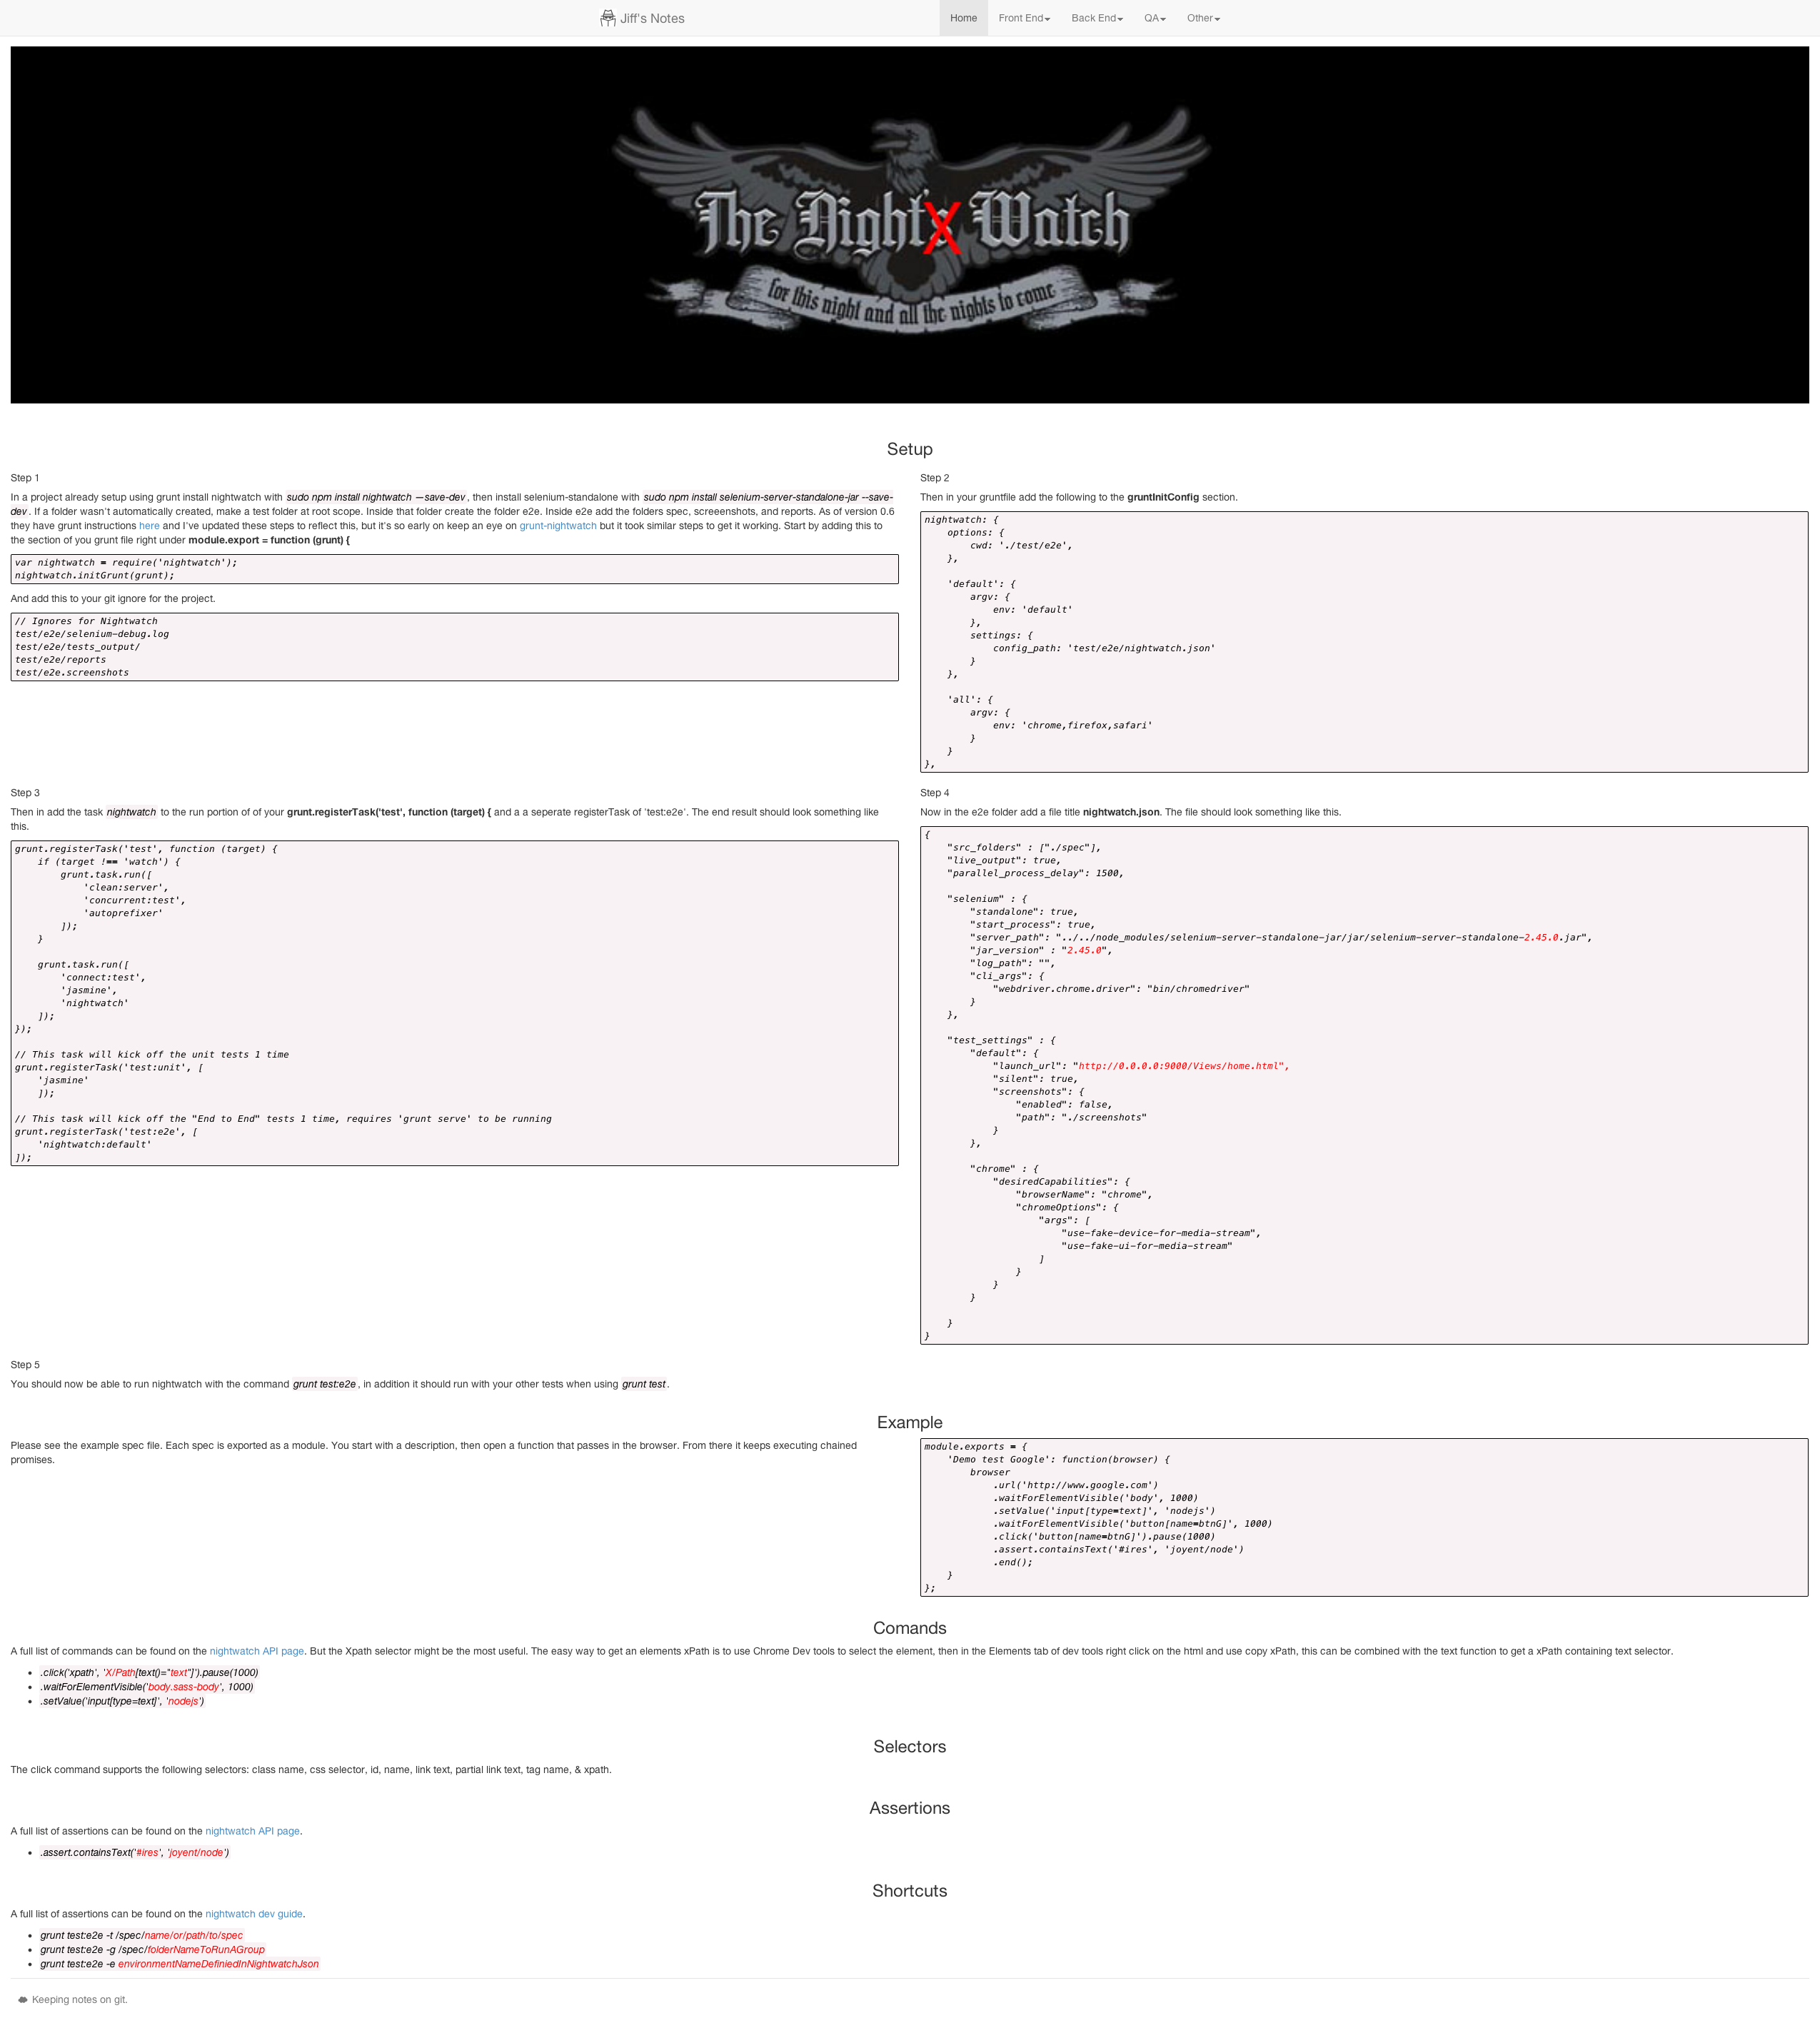 Jiff's Notes
Home Front End Back End QA Other
The Night's X Watch
for this night and all the nights to come
Setup
Step 1
In a project already setup using grunt install nightwatch with sudo npm install nightwatch —save-dev, then install selenium-standalone with sudo npm install selenium-server-standalone-jar --save-
dev. If a folder wasn't automatically created, make a test folder at root scope. Inside that folder create the folder e2e. Inside e2e add the folders spec, screeenshots, and reports. As of version 0.6
they have grunt instructions here and I've updated these steps to reflect this, but it's so early on keep an eye on grunt-nightwatch but it took similar steps to get it working. Start by adding this to
the section of you grunt file right under module.export = function (grunt) {
var nightwatch = require('nightwatch');
nightwatch.initGrunt(grunt);
And add this to your git ignore for the project.
// Ignores for Nightwatch
test/e2e/selenium-debug.log
test/e2e/tests_output/
test/e2e/reports
test/e2e.screenshots
Step 2
Then in your gruntfile add the following to the gruntInitConfig section.
nightwatch: {
    options: {
        cwd: './test/e2e',
    },

    'default': {
        argv: {
            env: 'default'
        },
        settings: {
            config_path: 'test/e2e/nightwatch.json'
        }
    },

    'all': {
        argv: {
            env: 'chrome,firefox,safari'
        }
    }
},
Step 3
Then in add the task nightwatch to the run portion of of your grunt.registerTask('test', function (target) { and a a seperate registerTask of 'test:e2e'. The end result should look something like
this.
grunt.registerTask('test', function (target) {
    if (target !== 'watch') {
        grunt.task.run([
            'clean:server',
            'concurrent:test',
            'autoprefixer'
        ]);
    }

    grunt.task.run([
        'connect:test',
        'jasmine',
        'nightwatch'
    ]);
});

// This task will kick off the unit tests 1 time
grunt.registerTask('test:unit', [
    'jasmine'
    ]);

// This task will kick off the "End to End" tests 1 time, requires 'grunt serve' to be running
grunt.registerTask('test:e2e', [
    'nightwatch:default'
]);
Step 4
Now in the e2e folder add a file title nightwatch.json. The file should look something like this.
{
    "src_folders" : ["./spec"],
    "live_output": true,
    "parallel_process_delay": 1500,

    "selenium" : {
        "standalone": true,
        "start_process": true,
        "server_path": "../../node_modules/selenium-server-standalone-jar/jar/selenium-server-standalone-2.45.0.jar",
        "jar_version" : "2.45.0",
        "log_path": "",
        "cli_args": {
            "webdriver.chrome.driver": "bin/chromedriver"
        }
    },

    "test_settings" : {
        "default": {
            "launch_url": "http://0.0.0.0:9000/Views/home.html",
            "silent": true,
            "screenshots": {
                "enabled": false,
                "path": "./screenshots"
            }
        },

        "chrome" : {
            "desiredCapabilities": {
                "browserName": "chrome",
                "chromeOptions": {
                    "args": [
                        "use-fake-device-for-media-stream",
                        "use-fake-ui-for-media-stream"
                    ]
                }
            }
        }

    }
}
Step 5
You should now be able to run nightwatch with the command grunt test:e2e, in addition it should run with your other tests when using grunt test.
Example
Please see the example spec file. Each spec is exported as a module. You start with a description, then open a function that passes in the browser. From there it keeps executing chained
promises.
module.exports = {
    'Demo test Google': function(browser) {
        browser
            .url('http://www.google.com')
            .waitForElementVisible('body', 1000)
            .setValue('input[type=text]', 'nodejs')
            .waitForElementVisible('button[name=btnG]', 1000)
            .click('button[name=btnG]').pause(1000)
            .assert.containsText('#ires', 'joyent/node')
            .end();
    }
};
Comands
A full list of commands can be found on the nightwatch API page. But the Xpath selector might be the most useful. The easy way to get an elements xPath is to use Chrome Dev tools to select the element, then in the Elements tab of dev tools right click on the html and use copy xPath, this can be combined with the text function to get a xPath containing text selector.
• .click('xpath', 'X/Path[text()="text"]').pause(1000)
• .waitForElementVisible('body.sass-body', 1000)
• .setValue('input[type=text]', 'nodejs')
Selectors
The click command supports the following selectors: class name, css selector, id, name, link text, partial link text, tag name, & xpath.
Assertions
A full list of assertions can be found on the nightwatch API page.
• .assert.containsText('#ires', 'joyent/node')
Shortcuts
A full list of assertions can be found on the nightwatch dev guide.
• grunt test:e2e -t /spec/name/or/path/to/spec
• grunt test:e2e -g /spec/folderNameToRunAGroup
• grunt test:e2e -e environmentNameDefiniedInNightwatchJson
Keeping notes on git.